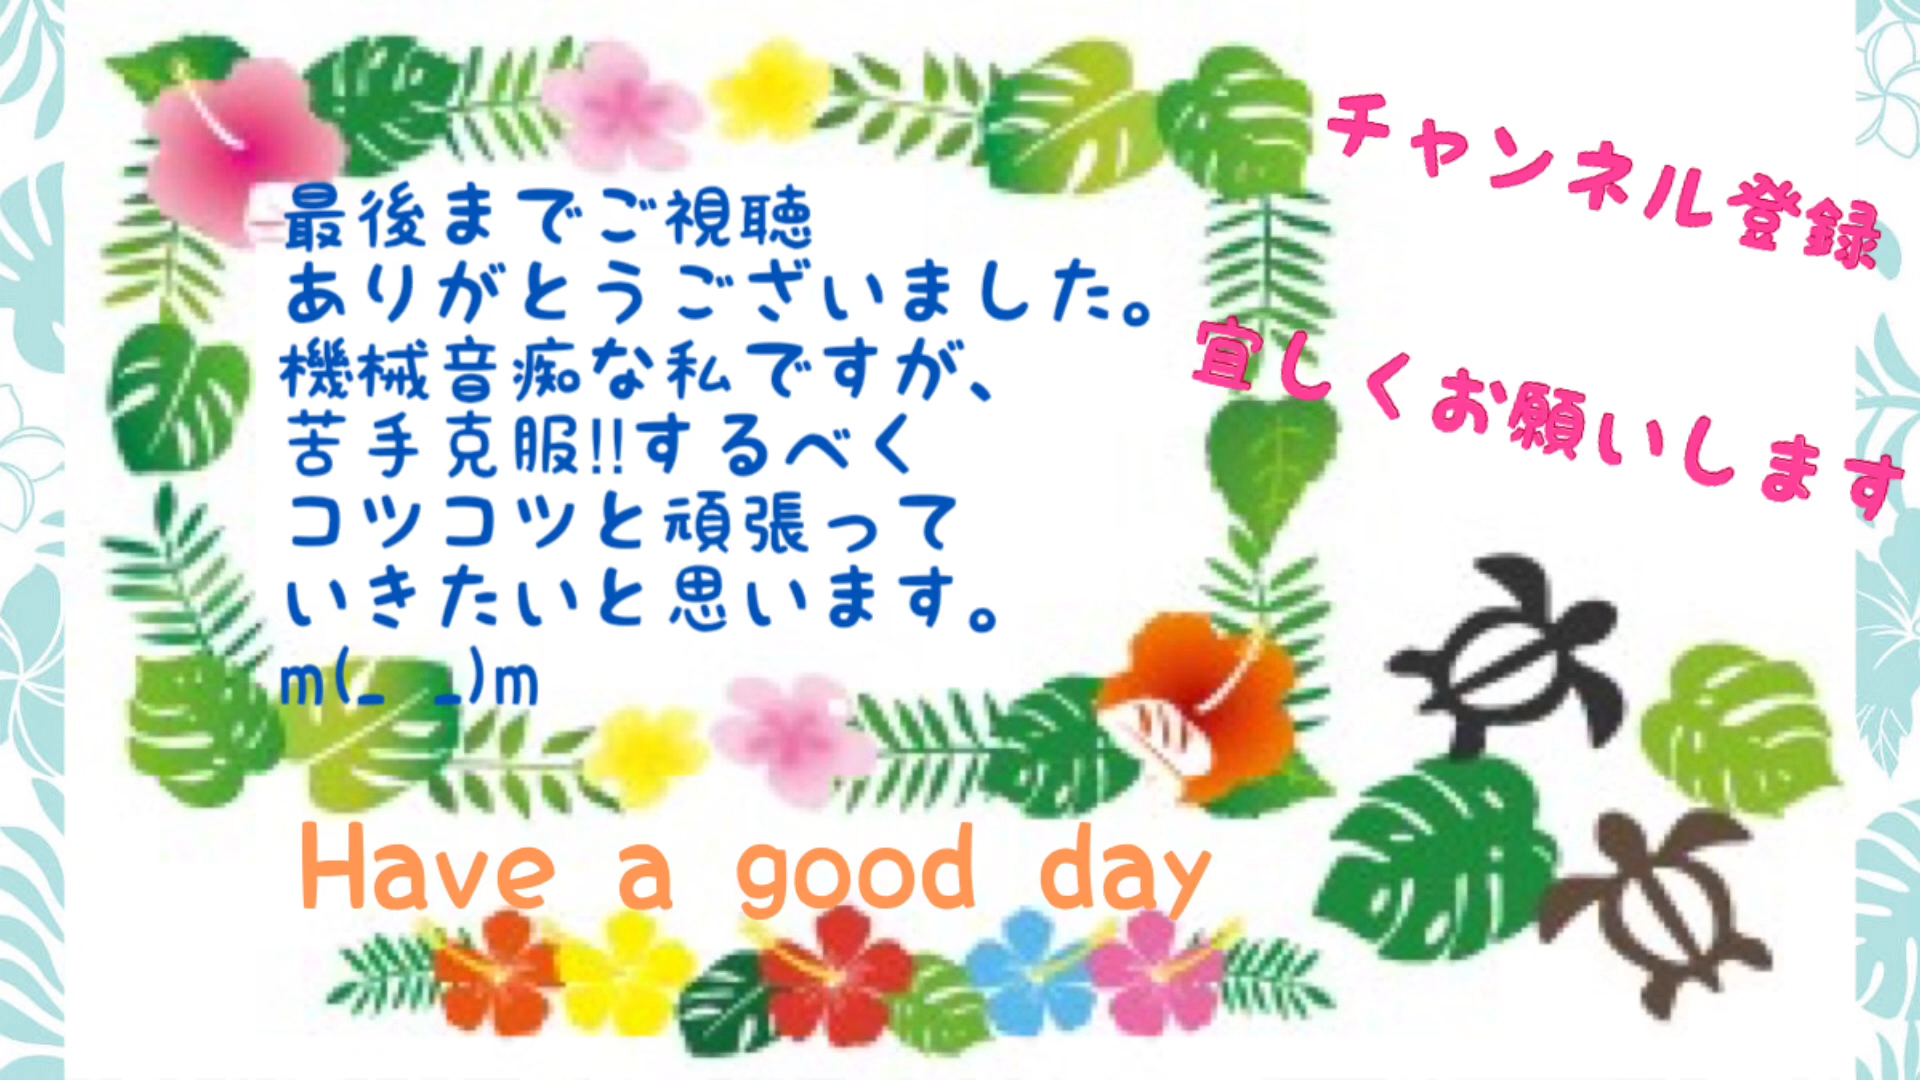 最後までご視聴
ありがとうございました。
機械音痴な私ですが、
苦手克服!!するべく
コツコツと頑張って
いきたいと思います。
m(_ _)m
チャンネル登録
宜しくお願いします
Have a good day